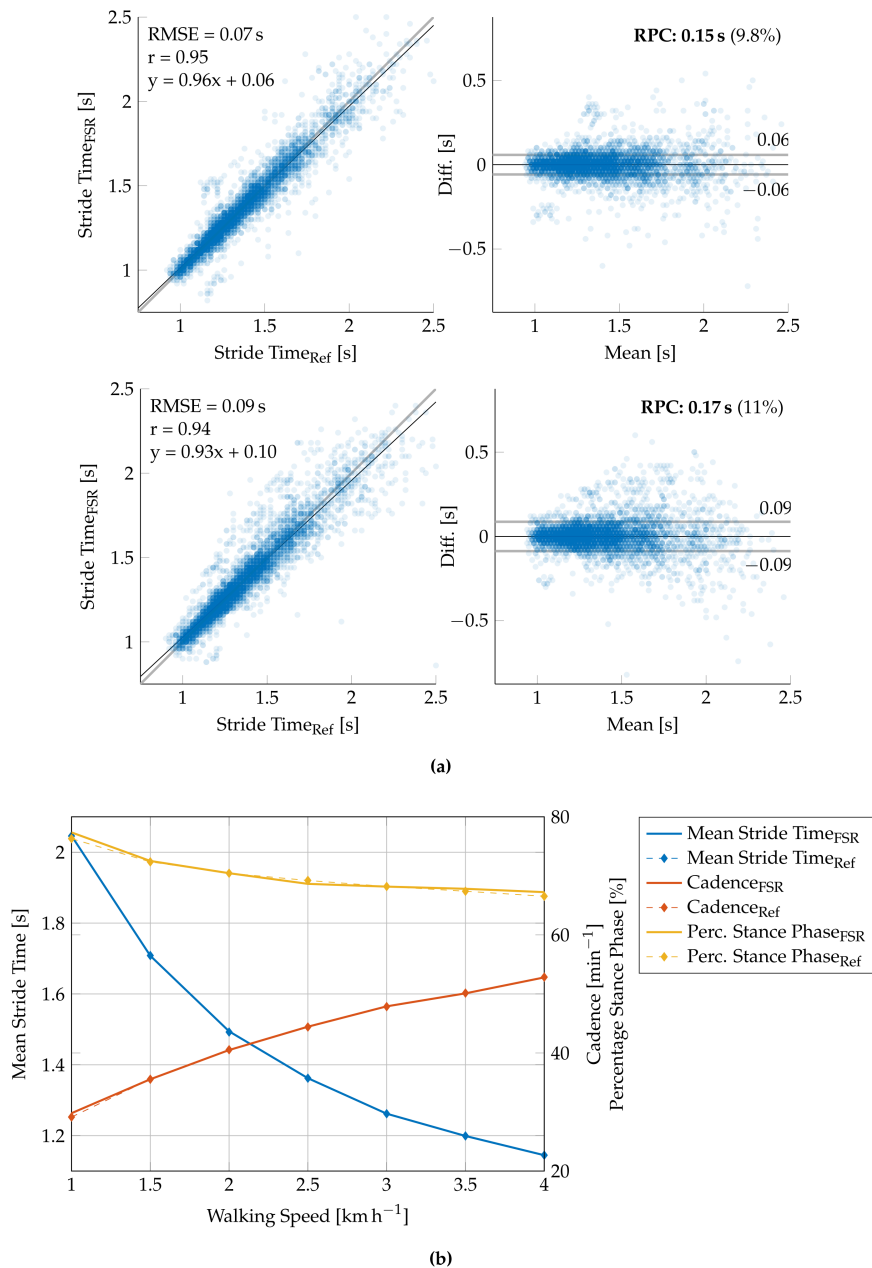 RMSE = 0.07 s
r = 0.95
y = 0.96x + 0.06
2.5
2
1.5
1
Stride Time_FSR [s]
1 1.5 2 2.5
Stride Time_Ref [s]
RPC: 0.15 s (9.8%)
0.5
0
−0.5
Diff. [s]
0.06
−0.06
1 1.5 2 2.5
Mean [s]
RMSE = 0.09 s
r = 0.94
y = 0.93x + 0.10
2.5
2
1.5
1
Stride Time_FSR [s]
1 1.5 2 2.5
Stride Time_Ref [s]
RPC: 0.17 s (11%)
0.5
0
−0.5
Diff. [s]
0.09
−0.09
1 1.5 2 2.5
Mean [s]
(a)
2
1.8
1.6
1.4
1.2
Mean Stride Time [s]
80
60
40
20
Cadence [min⁻¹]
Percentage Stance Phase [%]
1 1.5 2 2.5 3 3.5 4
Walking Speed [km h⁻¹]
Mean Stride Time_FSR
Mean Stride Time_Ref
Cadence_FSR
Cadence_Ref
Perc. Stance Phase_FSR
Perc. Stance Phase_Ref
(b)